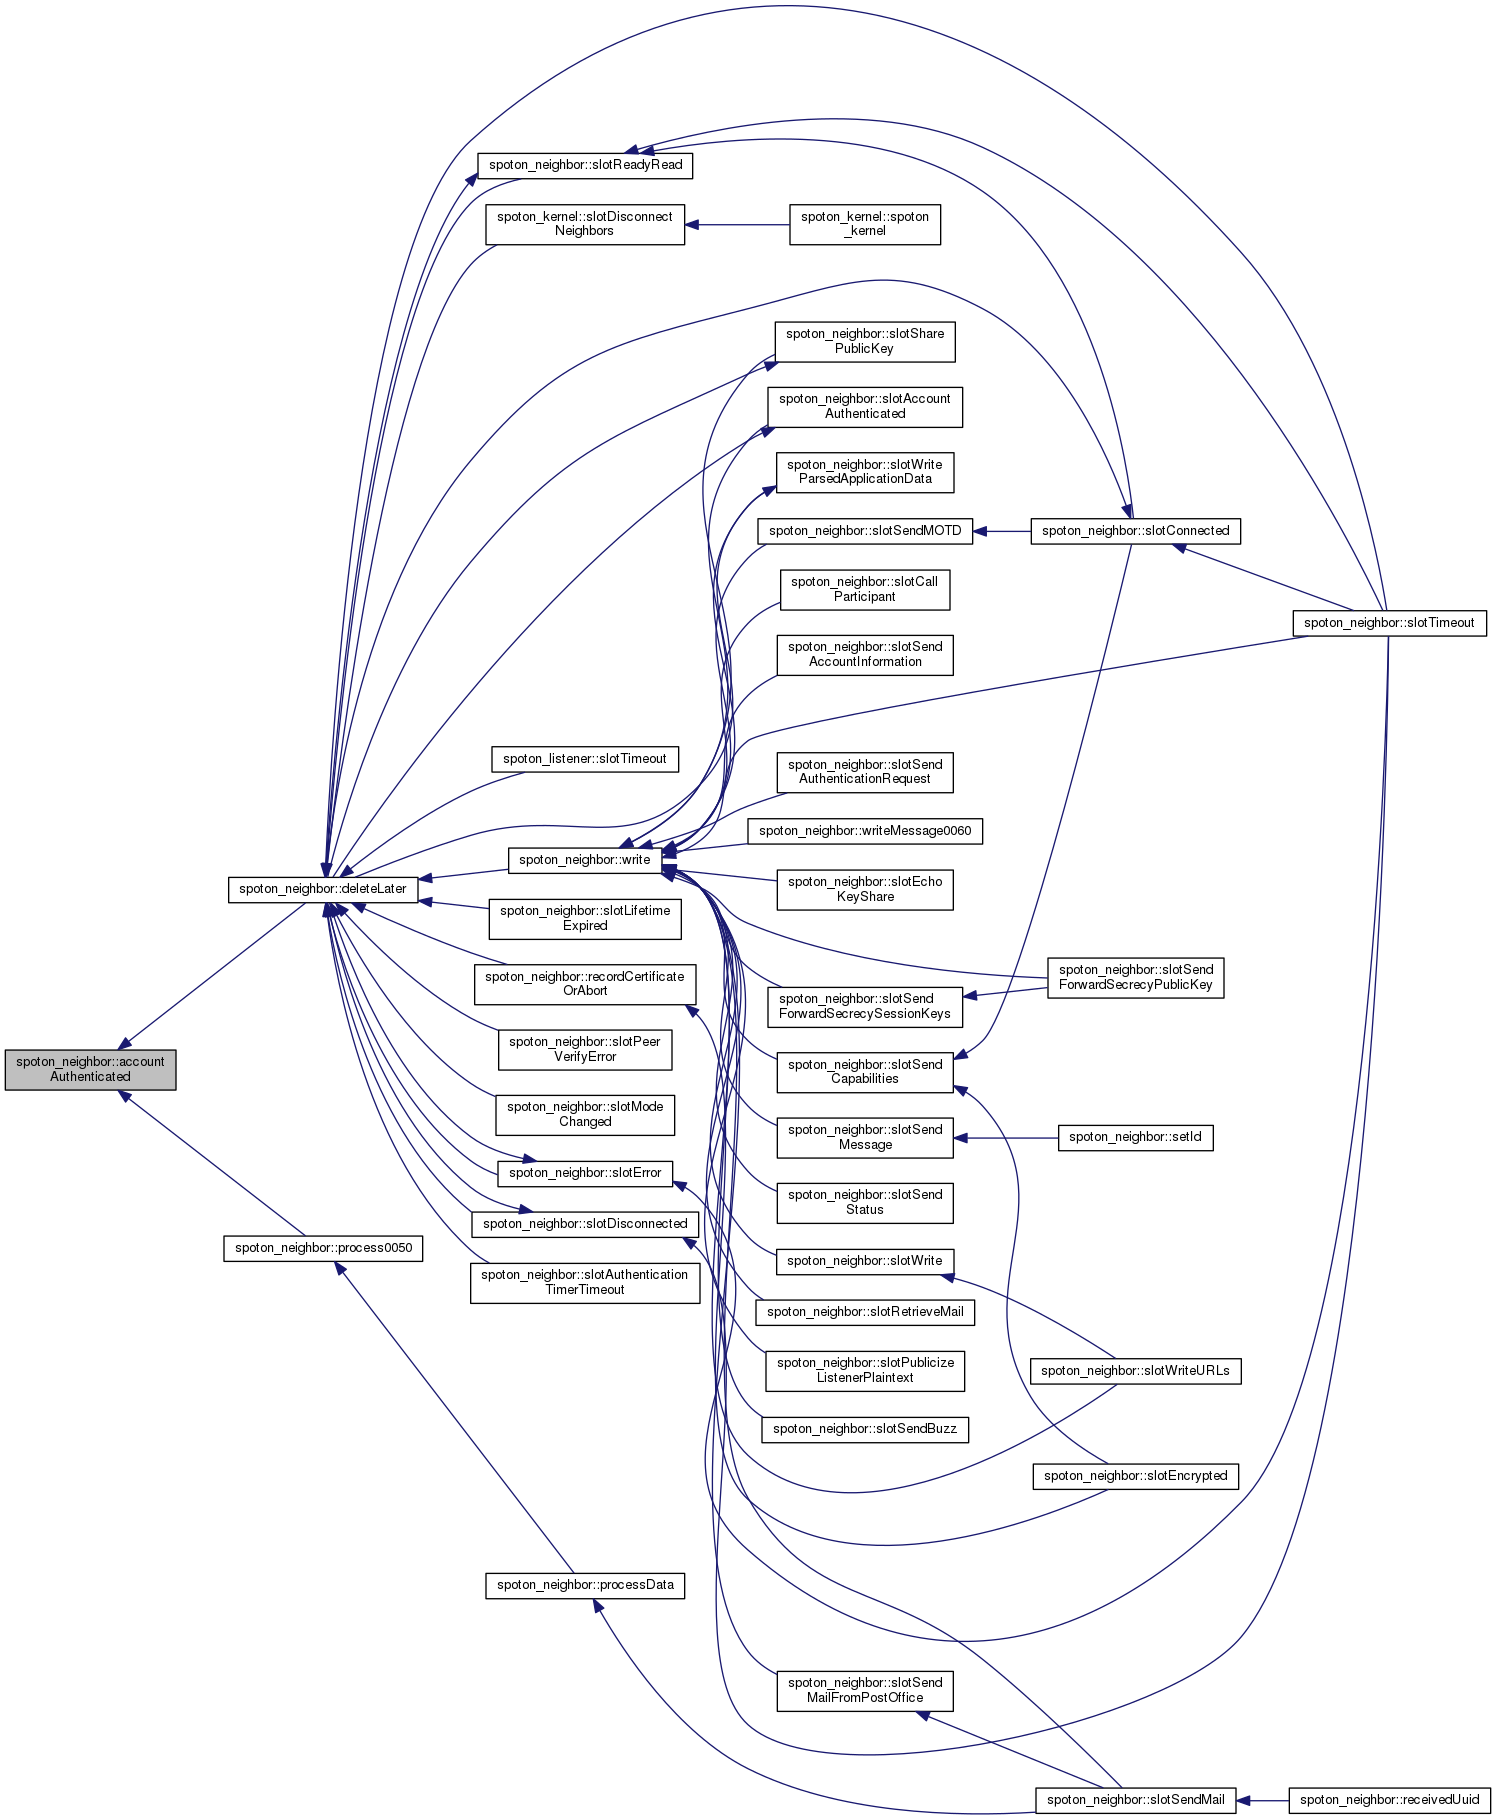 spoton_neighbor::slotReadyRead
spoton_kernel::slotDisconnect
Neighbors
spoton_kernel::spoton
_kernel
spoton_neighbor::slotShare
PublicKey
spoton_neighbor::slotAccount
Authenticated
spoton_neighbor::slotWrite
ParsedApplicationData
spoton_neighbor::slotSendMOTD
spoton_neighbor::slotConnected
spoton_neighbor::slotCall
Participant
spoton_neighbor::slotTimeout
spoton_neighbor::slotSend
AccountInformation
spoton_listener::slotTimeout
spoton_neighbor::slotSend
AuthenticationRequest
spoton_neighbor::writeMessage0060
spoton_neighbor::write
spoton_neighbor::deleteLater
spoton_neighbor::slotEcho
KeyShare
spoton_neighbor::slotLifetime
Expired
spoton_neighbor::recordCertificate
OrAbort
spoton_neighbor::slotSend
ForwardSecrecyPublicKey
spoton_neighbor::slotSend
ForwardSecrecySessionKeys
spoton_neighbor::slotPeer
VerifyError
spoton_neighbor::account
Authenticated
spoton_neighbor::slotSend
Capabilities
spoton_neighbor::slotMode
Changed
spoton_neighbor::slotSend
Message
spoton_neighbor::setId
spoton_neighbor::slotError
spoton_neighbor::slotSend
Status
spoton_neighbor::slotDisconnected
spoton_neighbor::process0050
spoton_neighbor::slotWrite
spoton_neighbor::slotAuthentication
TimerTimeout
spoton_neighbor::slotRetrieveMail
spoton_neighbor::slotPublicize
ListenerPlaintext
spoton_neighbor::slotWriteURLs
spoton_neighbor::slotSendBuzz
spoton_neighbor::slotEncrypted
spoton_neighbor::processData
spoton_neighbor::slotSend
MailFromPostOffice
spoton_neighbor::slotSendMail
spoton_neighbor::receivedUuid